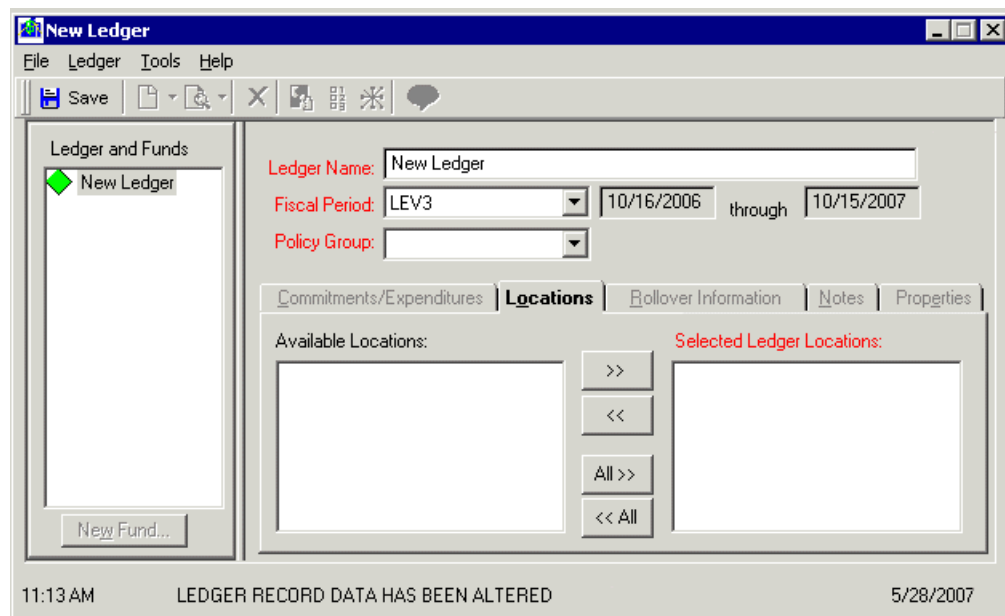 New Ledger
File Ledger Tools Help
Save
Ledger and Funds
New Ledger
New Fund...
Ledger Name: New Ledger
Fiscal Period: LEV3 10/16/2006 through 10/15/2007
Policy Group:
Commitments/Expenditures Locations Rollover Information Notes Properties
Available Locations: Selected Ledger Locations:
>>
<<
All >>
<< All
11:13 AM LEDGER RECORD DATA HAS BEEN ALTERED 5/28/2007